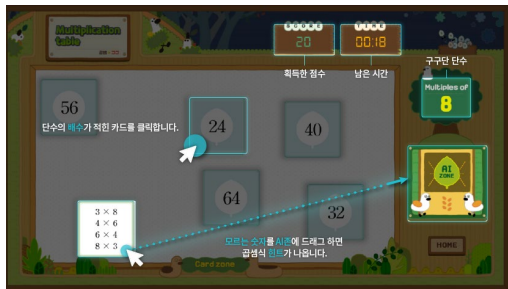 Multiplication
table
SCORE
20
TIME
00:18
획득한 점수
남은 시간
구구단 단수
Multiples of
8
56
단수의 배수가 적힌 카드를 클릭합니다.
24
40
AI
ZONE
64
32
3 × 8
4 × 6
6 × 4
8 × 3
모르는 숫자를 AI존에 드래그 하면
곱셈식 힌트가 나옵니다.
HOME
Card zone